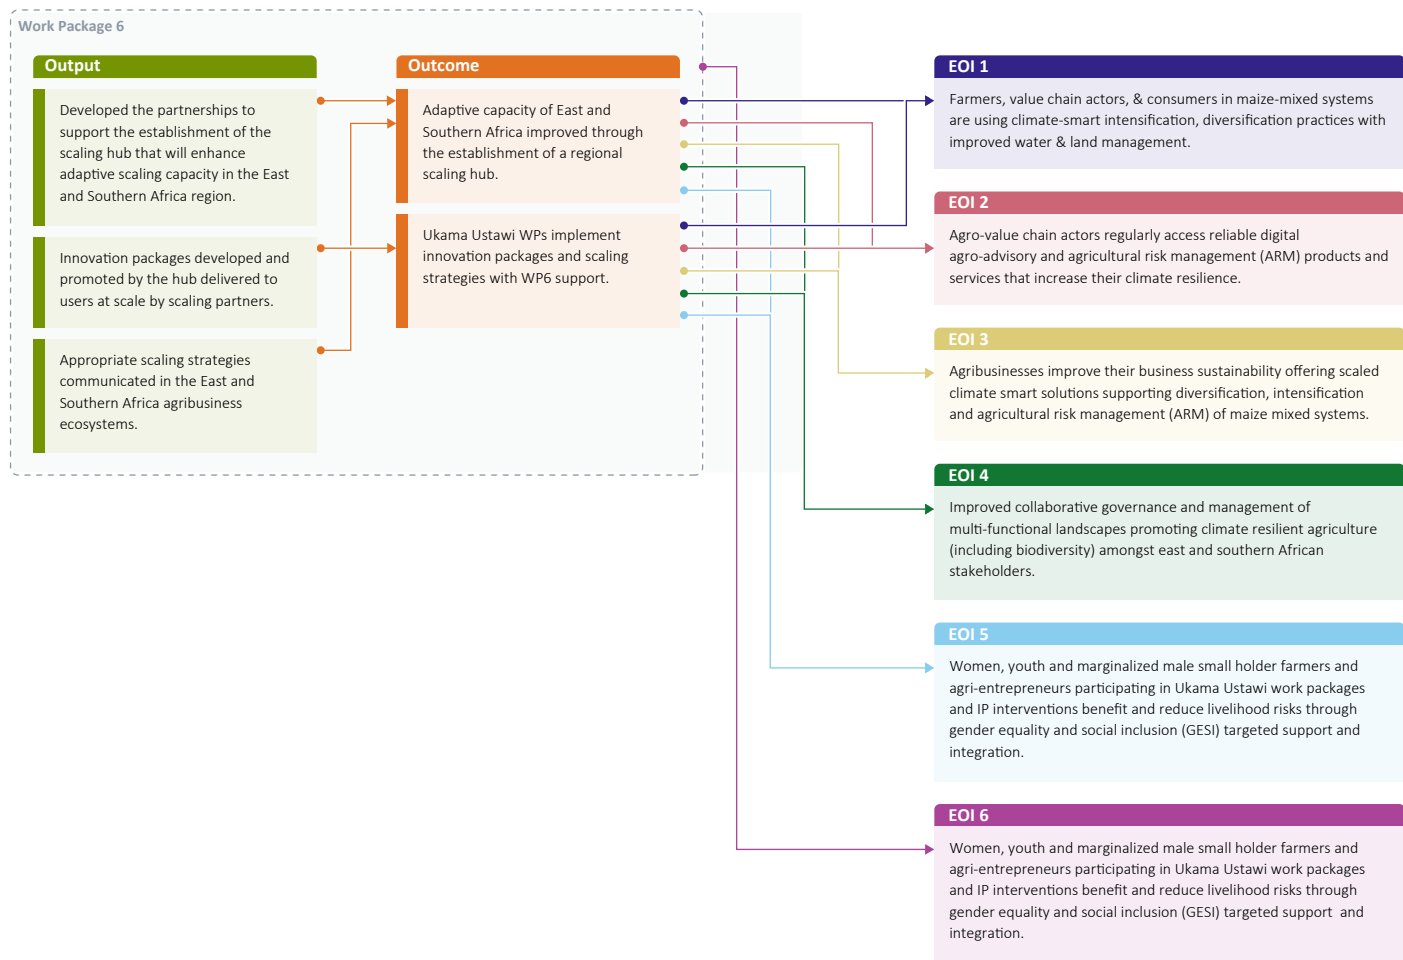 Work Package 6
Output
Developed the partnerships to
support the establishment of the
scaling hub that will enhance
adaptive scaling capacity in the East
and Southern Africa region.
Innovation packages developed and
promoted by the hub delivered to
users at scale by scaling partners.
Appropriate scaling strategies
communicated in the East and
Southern Africa agribusiness
ecosystems.
Outcome
Adaptive capacity of East and
Southern Africa improved through
the establishment of a regional
scaling hub.
Ukama Ustawi WPs implement
innovation packages and scaling
strategies with WP6 support.
EOI 1
Farmers, value chain actors, & consumers in maize-mixed systems
are using climate-smart intensification, diversification practices with
improved water & land management.
EOI 2
Agro-value chain actors regularly access reliable digital
agro-advisory and agricultural risk management (ARM) products and
services that increase their climate resilience.
EOI 3
Agribusinesses improve their business sustainability offering scaled
climate smart solutions supporting diversification, intensification
and agricultural risk management (ARM) of maize mixed systems.
EOI 4
Improved collaborative governance and management of
multi-functional landscapes promoting climate resilient agriculture
(including biodiversity) amongst east and southern African
stakeholders.
EOI 5
Women, youth and marginalized male small holder farmers and
agri-entrepreneurs participating in Ukama Ustawi work packages
and IP interventions benefit and reduce livelihood risks through
gender equality and social inclusion (GESI) targeted support and
integration.
EOI 6
Women, youth and marginalized male small holder farmers and
agri-entrepreneurs participating in Ukama Ustawi work packages
and IP interventions benefit and reduce livelihood risks through
gender equality and social inclusion (GESI) targeted support  and
integration.